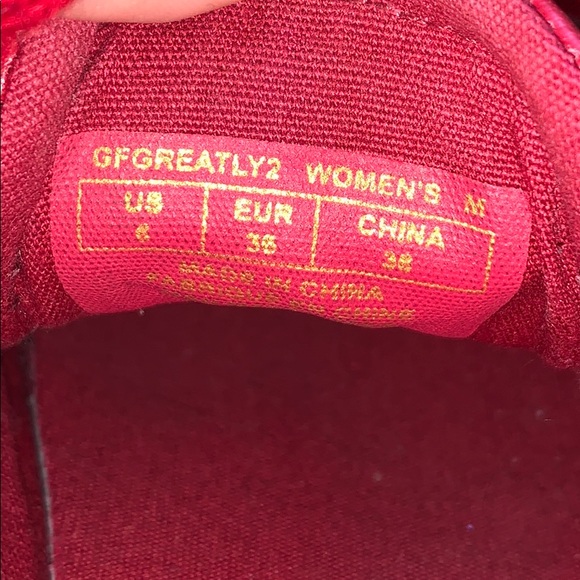 GFGREATLY2 WOMEN'S M
US EUR CHINA
6 36 36
MADE IN CHINA